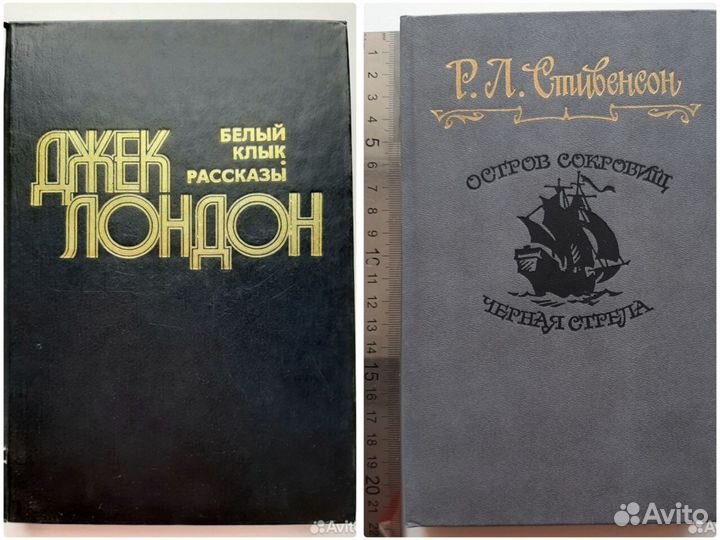 БЕЛЫЙ
КЛЫК.
РАССКАЗЫ
ДЖЕК
ЛОНДОН
Avito
Р. Л. Стивенсон
ОСТРОВ СОКРОВИЩ
ЧЕРНАЯ СТРЕЛА
1
2
3
4
5
6
7
8
9
10
11
12
13
14
15
16
17
18
19
20
21
22
Avito